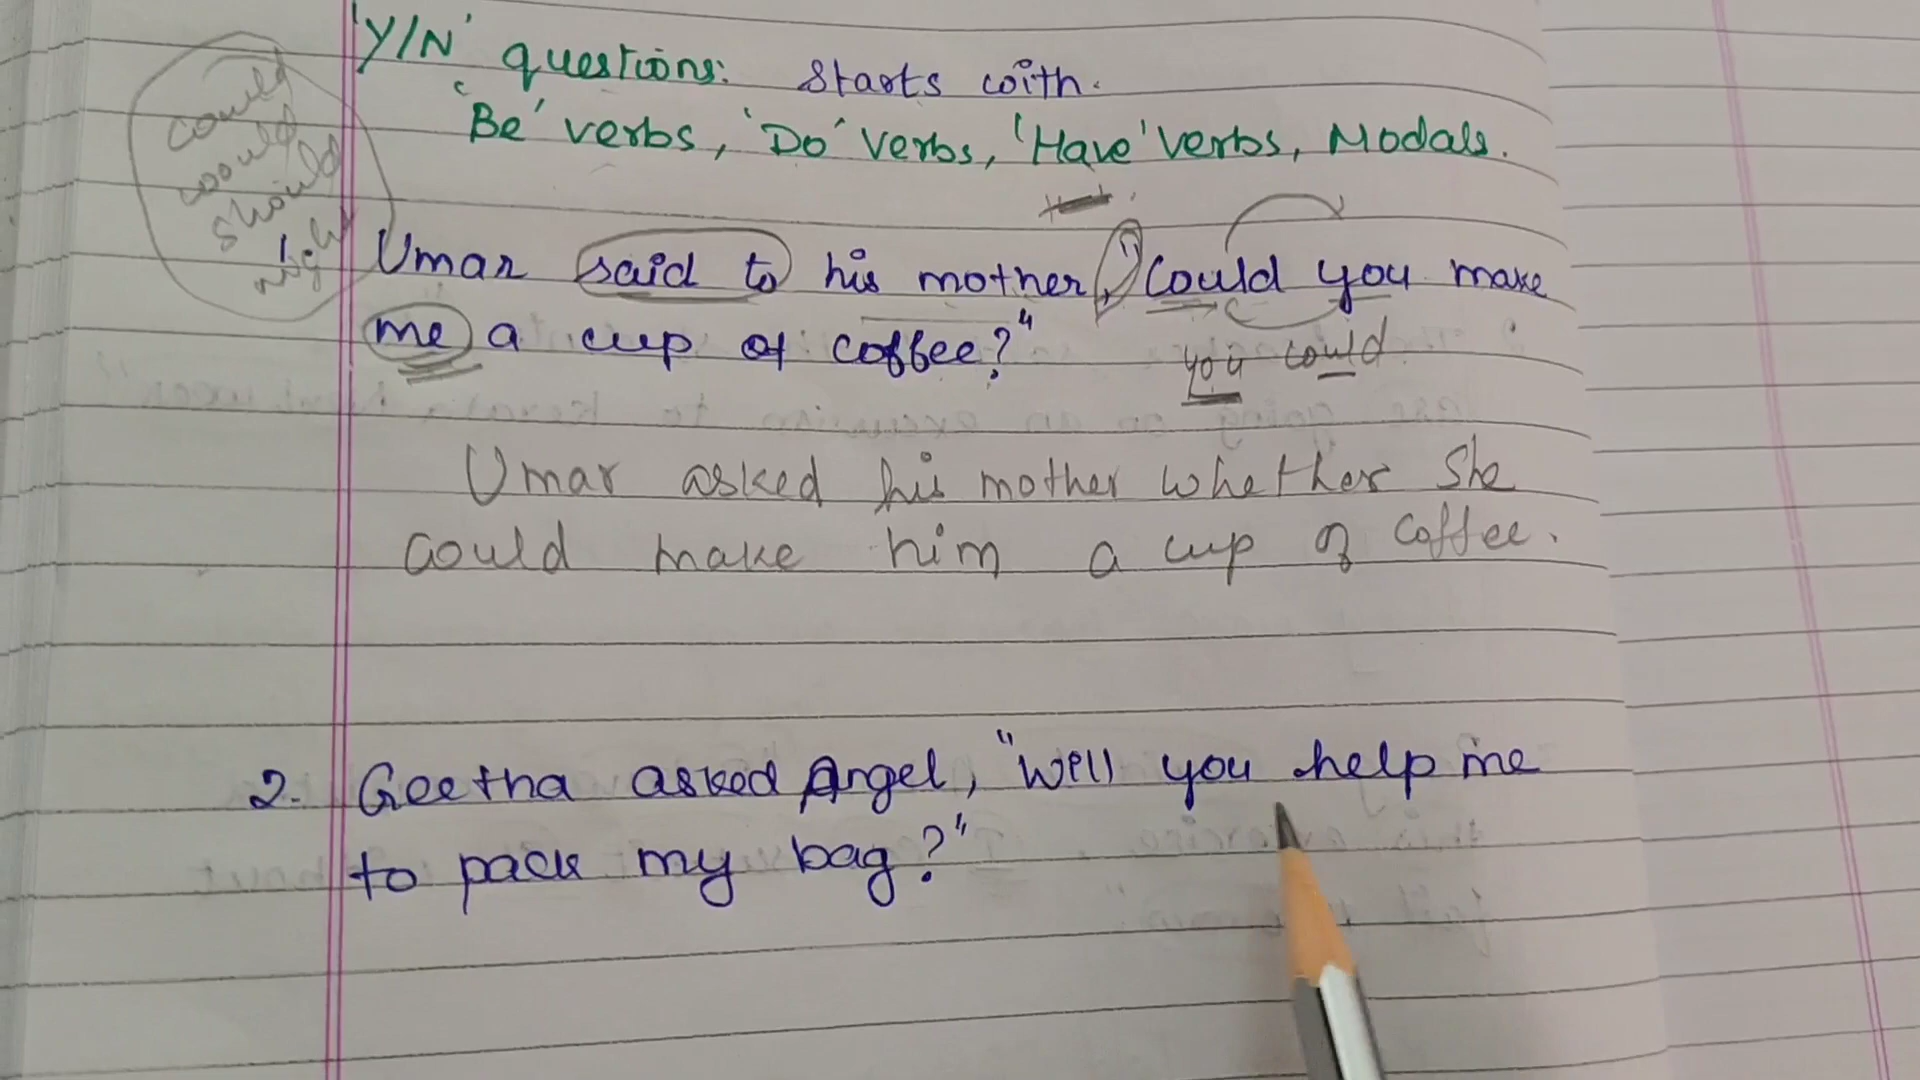 'Y/N' questions: starts with.
'Be' verbs, 'Do' verbs, 'Have' verbs, Modals.
could
would
should
might
1. Umar said to his mother, "Could you make
me a cup of coffee?"
you could
Umar asked his mother whether she
could make him a cup of coffee.
2. Geetha asked Angel, "Will you help me
to pack my bag?"